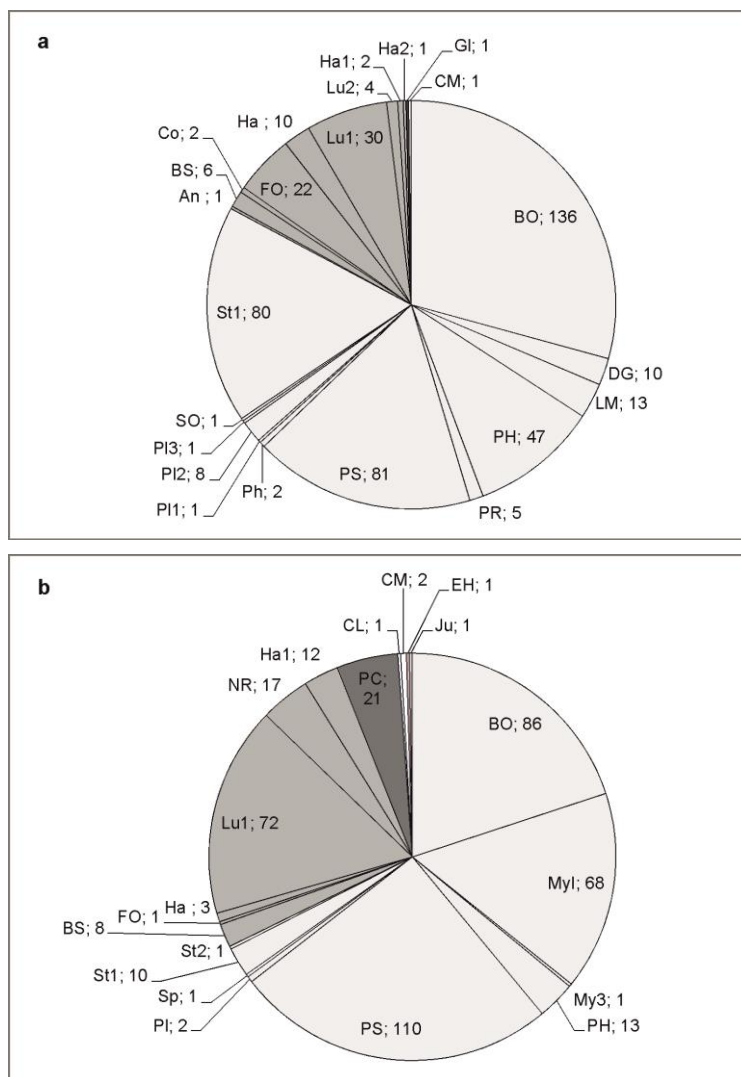 a
Ha2; 1
Gl; 1
Ha1; 2
CM; 1
Lu2; 4
Ha ; 10
Lu1; 30
Co; 2
BS; 6
FO; 22
An; 1
BO; 136
St1; 80
DG; 10
LM; 13
SO; 1
PH; 47
Pl3; 1
Pl2; 8
PS; 81
Ph; 2
Pl1; 1
PR; 5
b
CM; 2
EH; 1
CL; 1
Ju; 1
Ha1; 12
PC;
21
NR; 17
BO; 86
Lu1; 72
Myl; 68
Ha ; 3
FO; 1
BS; 8
St2; 1
St1; 10
My3; 1
Sp; 1
PH; 13
Pl; 2
PS; 110